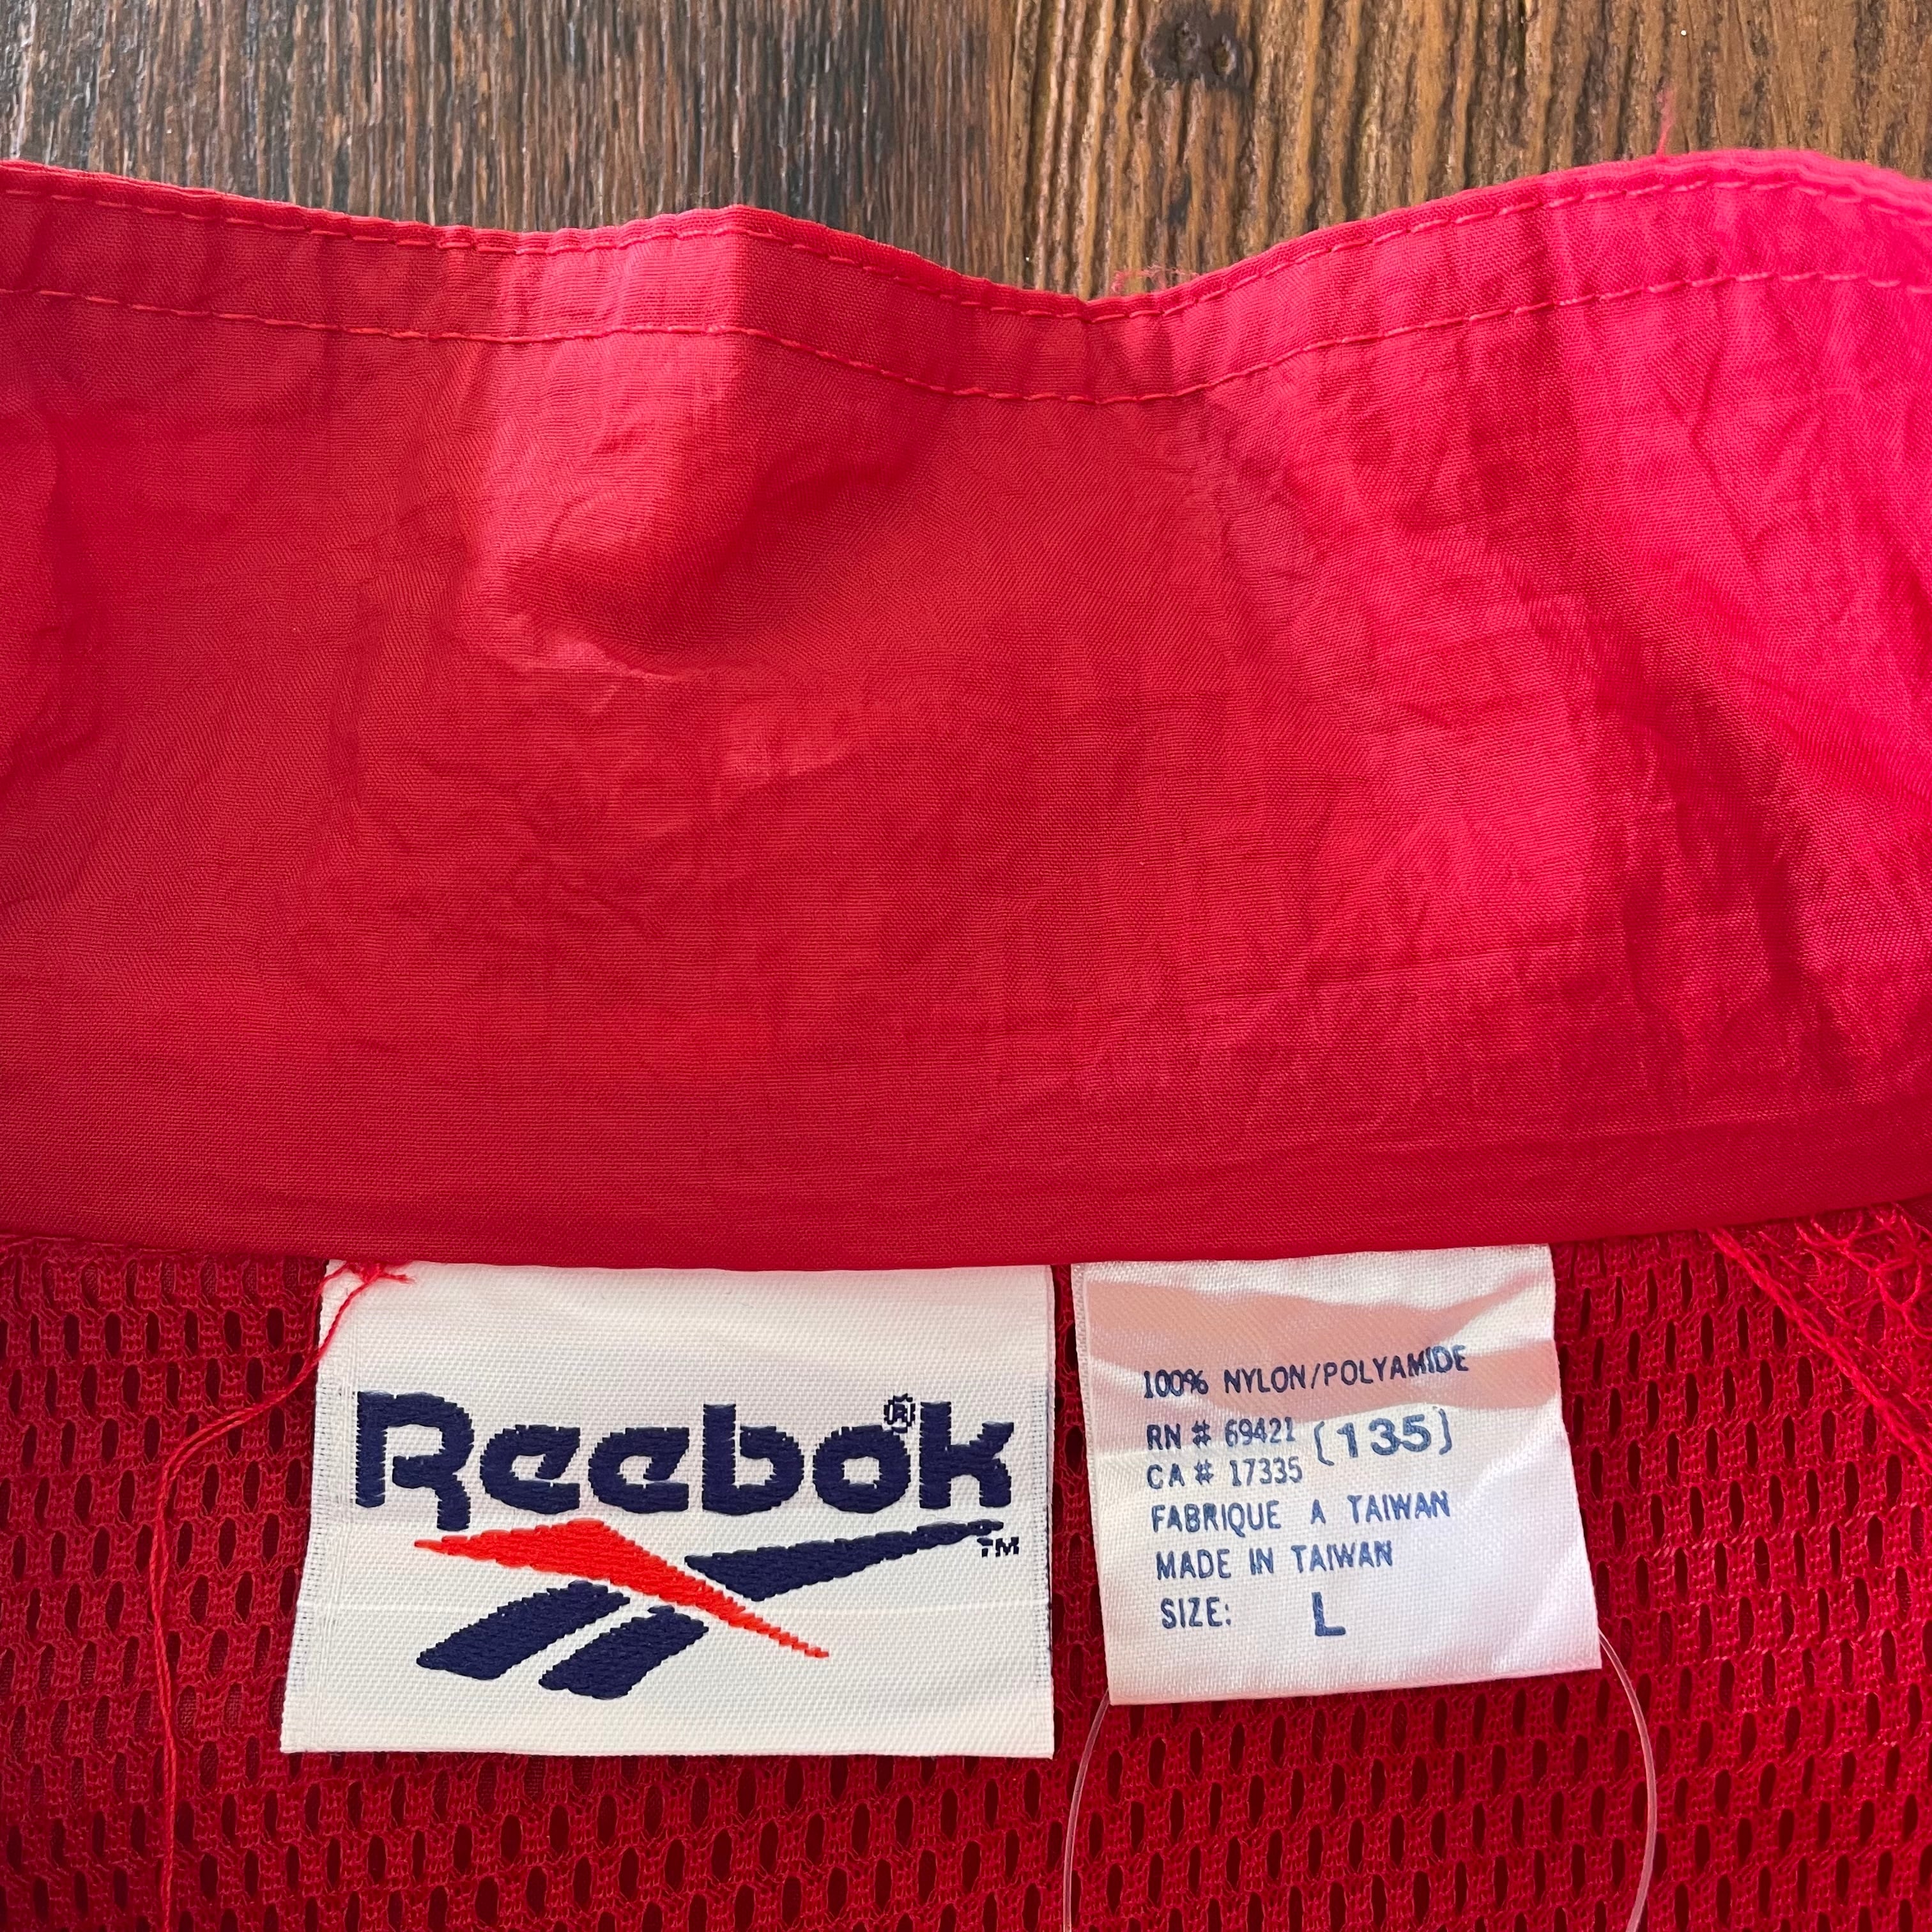 Reebok®
™
100% NYLON/POLYAMIDE
RN # 69421 (135)
CA # 17335
FABRIQUE A TAIWAN
MADE IN TAIWAN
SIZE: L